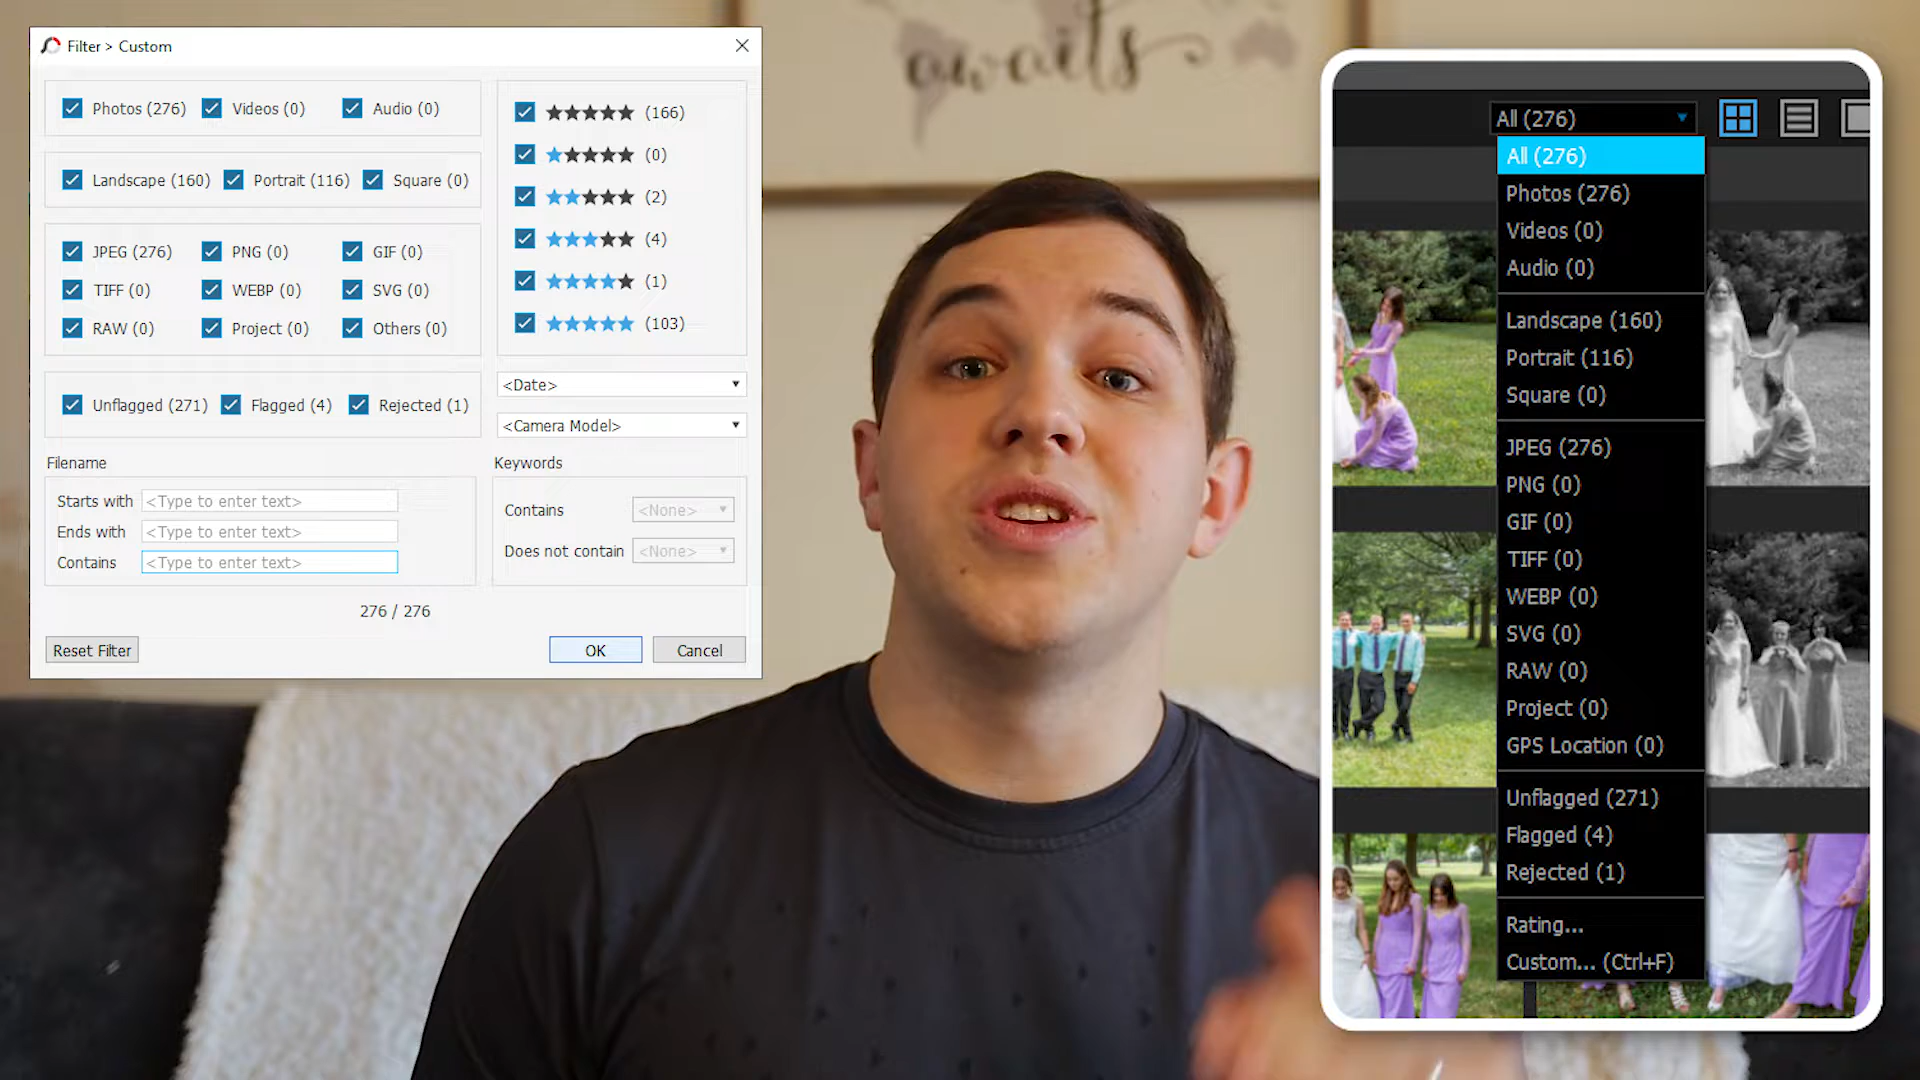 awaits
Filter > Custom
Photos (276) Videos (0) Audio (0)
Landscape (160) Portrait (116) Square (0)
JPEG (276) PNG (0) GIF (0)
TIFF (0) WEBP (0) SVG (0)
RAW (0) Project (0) Others (0)
Unflagged (271) Flagged (4) Rejected (1)
(166)
(0)
(2)
(4)
(1)
(103)
<Date>
<Camera Model>
Filename
Starts with <Type to enter text>
Ends with <Type to enter text>
Contains <Type to enter text>
Keywords
Contains <None>
Does not contain <None>
276 / 276
Reset Filter OK Cancel
All (276)
All (276)
Photos (276)
Videos (0)
Audio (0)
Landscape (160)
Portrait (116)
Square (0)
JPEG (276)
PNG (0)
GIF (0)
TIFF (0)
WEBP (0)
SVG (0)
RAW (0)
Project (0)
GPS Location (0)
Unflagged (271)
Flagged (4)
Rejected (1)
Rating...
Custom... (Ctrl+F)